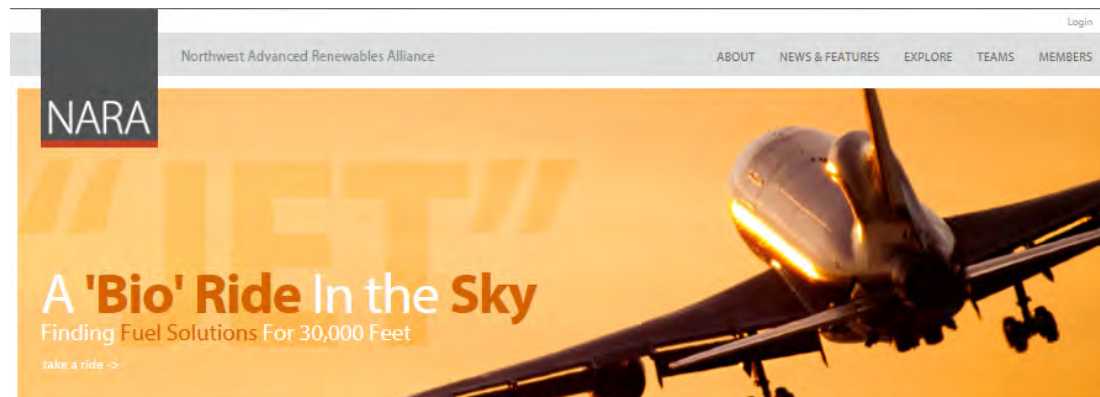 Login
Northwest Advanced Renewables Alliance
ABOUT NEWS & FEATURES EXPLORE TEAMS MEMBERS
NARA
"JET"
A 'Bio' Ride In the Sky
Finding Fuel Solutions For 30,000 Feet
take a ride ->